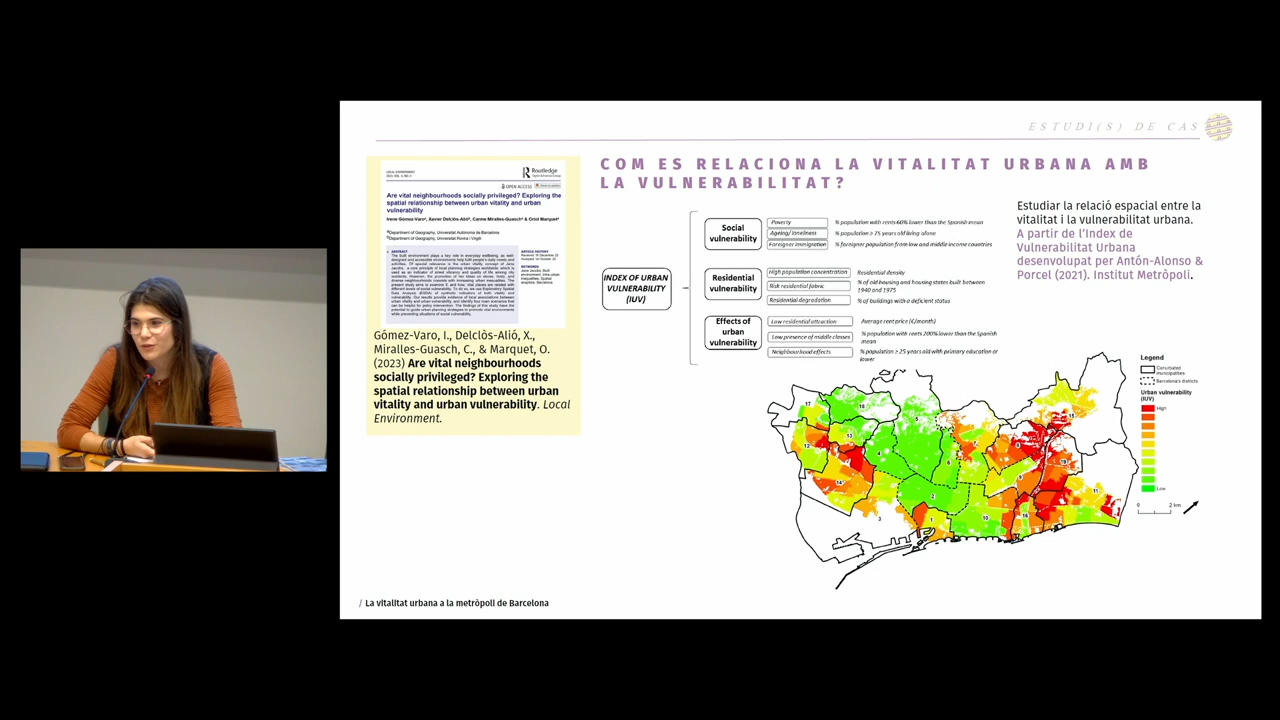 ESTUDI(S) DE CAS
COM ES RELACIONA LA VITALITAT URBANA AMB
LA VULNERABILITAT?
Routledge
OPEN ACCESS
Are vital neighbourhoods socially privileged? Exploring the
spatial relationship between urban vitality and urban
vulnerability
Gómez-Varo, I., Delclòs-Alió, X.,
Miralles-Guasch, C., & Marquet, O.
(2023) Are vital neighbourhoods
socially privileged? Exploring the
spatial relationship between urban
vitality and urban vulnerability. Local
Environment.
INDEX OF URBAN
VULNERABILITY
(IUV)
Social
vulnerability
Poverty
% population with rents 60% lower than the Spanish mean
Ageing/loneliness
% population ≥ 75 years old living alone
Foreigner immigration
% foreigner population from low and middle income countries
Residential
vulnerability
High population concentration
Residential density
Risk residential fabric
% of old housing and housing states built between
1940 and 1975
Residential degradation
% of buildings with a deficient status
Effects of
urban
vulnerability
Low residential attraction
Average rent price (€/month)
Low presence of middle classes
% population with rents 200% lower than the Spanish
mean
Neighbourhood effects
% population ≥ 25 years old with primary education or
lower
Estudiar la relació espacial entre la
vitalitat i la vulnerabilitat urbana.
A partir de l'Índex de
Vulnerabilitat Urbana
desenvolupat per Antón-Alonso &
Porcel (2021). Institut Metròpoli.
Legend
Conurbated
municipalities
Barcelona's districts
Urban vulnerability
(IUV)
High
Low
0 2 km
/ La vitalitat urbana a la metròpoli de Barcelona